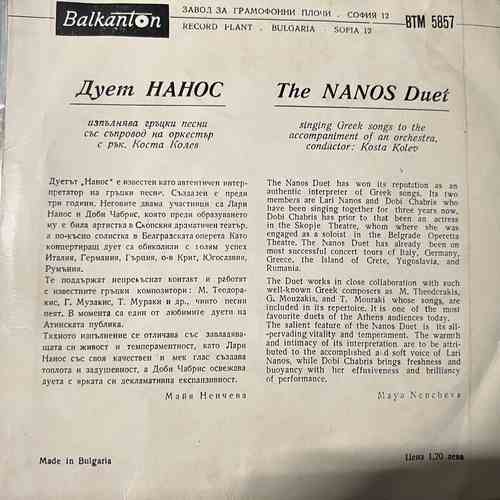 Balkanton
ЗАВОД ЗА ГРАМОФОННИ ПЛОЧИ . СОФИЯ 12
RECORD PLANT . BULGARIA . SOFIA 12
BTM 5857
Дует НАНОС
изпълнява гръцки песни
със съпровод на оркестър
с рък. Коста Колев
Дуетът „Нанос" е известен като автентичен интер-
претатор на гръцки песни. Създаден е преди
три години. Неговите двама участници са Лари
Нанос и Доби Чабрис, която преди образуването
му е била артистка в Скопския драматичен театър,
а по-късно солистка в Белградската оперета. Като
концертиращ дует са обиколили с голям успех
Италия, Германия, Гърция, о-в Крит, Югославия,
Румъния.
Те поддържат непрекъснат контакт и работят
с известните гръцки композитори: М. Теодора-
кис, Г. Музакис, Т. Мураки и др., чиито песни
пеят. В момента са едни от любимите дуети на
Атинската публика.
Тяхното изпълнение се отличава със завладява-
щата си живост и темпераментност, като Лари
Нанос със своя качествен и мек глас създава
топлота и задушевност, а Доби Чабрис освежова
дуета с ярката си декламативна експанзивност.
Майя Ненчева
The NANOS Duet
singing Greek songs to the
accompaniment of an orchestra,
conductor: Kosta Kolev
The Nanos Duet has won its reputation as an
authentic interpreter of Greek songs. Its two
members are Lari Nanos and Dobi Chabris who
have been singing together for three years now,
Dobi Chabris has prior to that been an actress
in the Skopje Theatre, whom where she was
engaged as a soloist in the Belgrade Operetta
Theatre. The Nanos Duet has already been on
most successful concert tours of Italy, Germany,
Greece, the Island of Crete, Yugoslavia, and
Rumania.
The Duet works in close collaboration with such
well-known Greek composers as M. Theodorakis,
G. Mouzakis, and T. Mouraki whose songs, are
included in its repertoire. It is one of the most
favourite duets of the Athens audiences today.
The salient feature of the Nanos Duet is its all-
-pervading vitality and temperament. The warmth
and intimacy of its interpretation are to be attri-
buted to the accomplished and soft voice of Lari
Nanos, while Dobi Chabris brings freshness and
buoyancy with her effusiveness and brilliancy
of performance.
Maya Nencheva
Made in Bulgaria
Цена 1,20 лева